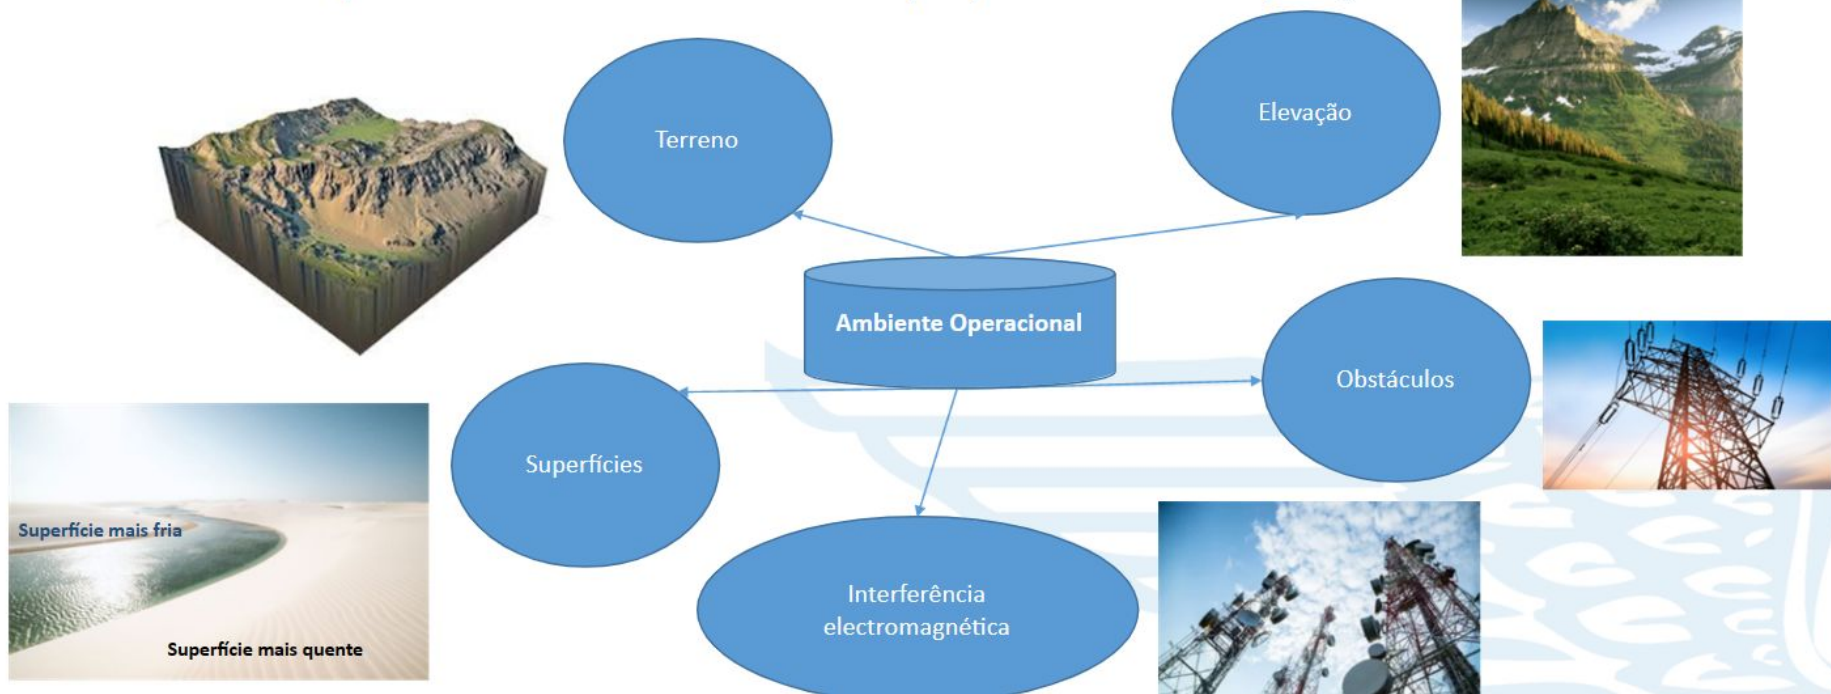 Terreno
Elevação
Ambiente Operacional
Obstáculos
Superfícies
Superfície mais fria
Superfície mais quente
Interferência
electromagnética